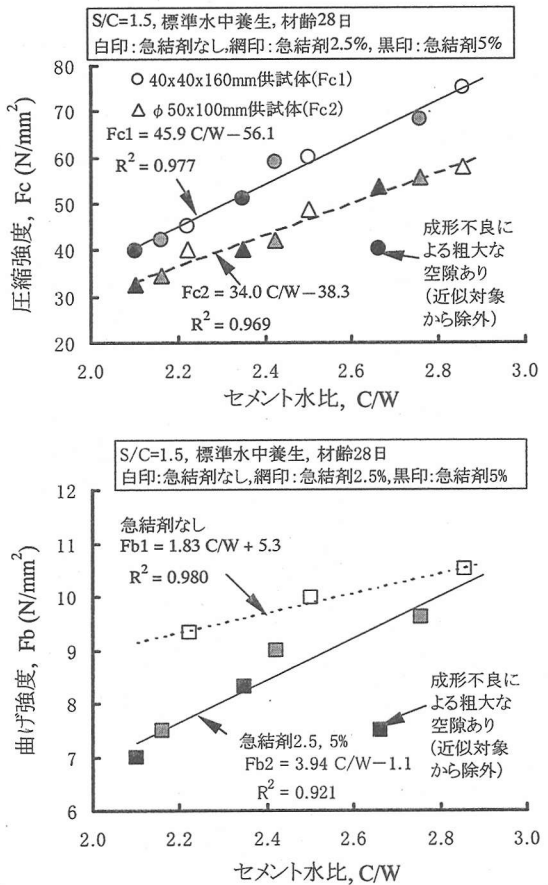 S/C=1.5, 標準水中養生, 材齢28日
白印:急結剤なし,網印:急結剤2.5%, 黒印:急結剤5%
80
70
60
50
40
30
20
圧縮強度, Fc (N/mm²)
○ 40x40x160mm供試体(Fc1)
△ φ50x100mm供試体(Fc2)
Fc1 = 45.9 C/W−56.1
R² = 0.977
Fc2 = 34.0 C/W−38.3
R² = 0.969
成形不良に
よる粗大な
空隙あり
(近似対象
から除外)
2.0 2.2 2.4 2.6 2.8 3.0
セメント水比, C/W
S/C=1.5, 標準水中養生, 材齢28日
白印:急結剤なし,網印:急結剤2.5%,黒印:急結剤5%
12
11
10
9
8
7
6
曲げ強度, Fb (N/mm²)
急結剤なし
Fb1 = 1.83 C/W + 5.3
R² = 0.980
急結剤2.5, 5%
Fb2 = 3.94 C/W−1.1
R² = 0.921
成形不良に
よる粗大な
空隙あり
(近似対象
から除外)
2.0 2.2 2.4 2.6 2.8 3.0
セメント水比, C/W